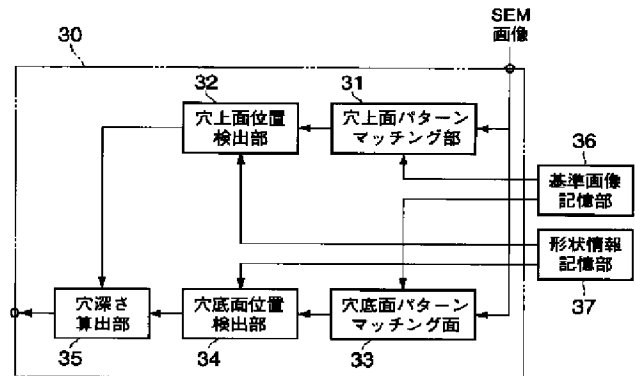 SEM
画像
30
32
31
穴上面位置
検出部
穴上面パターン
マッチング部
36
基準画像
記憶部
形状情報
記憶部
37
穴深さ
算出部
35
穴底面位置
検出部
34
穴底面パターン
マッチング面
33